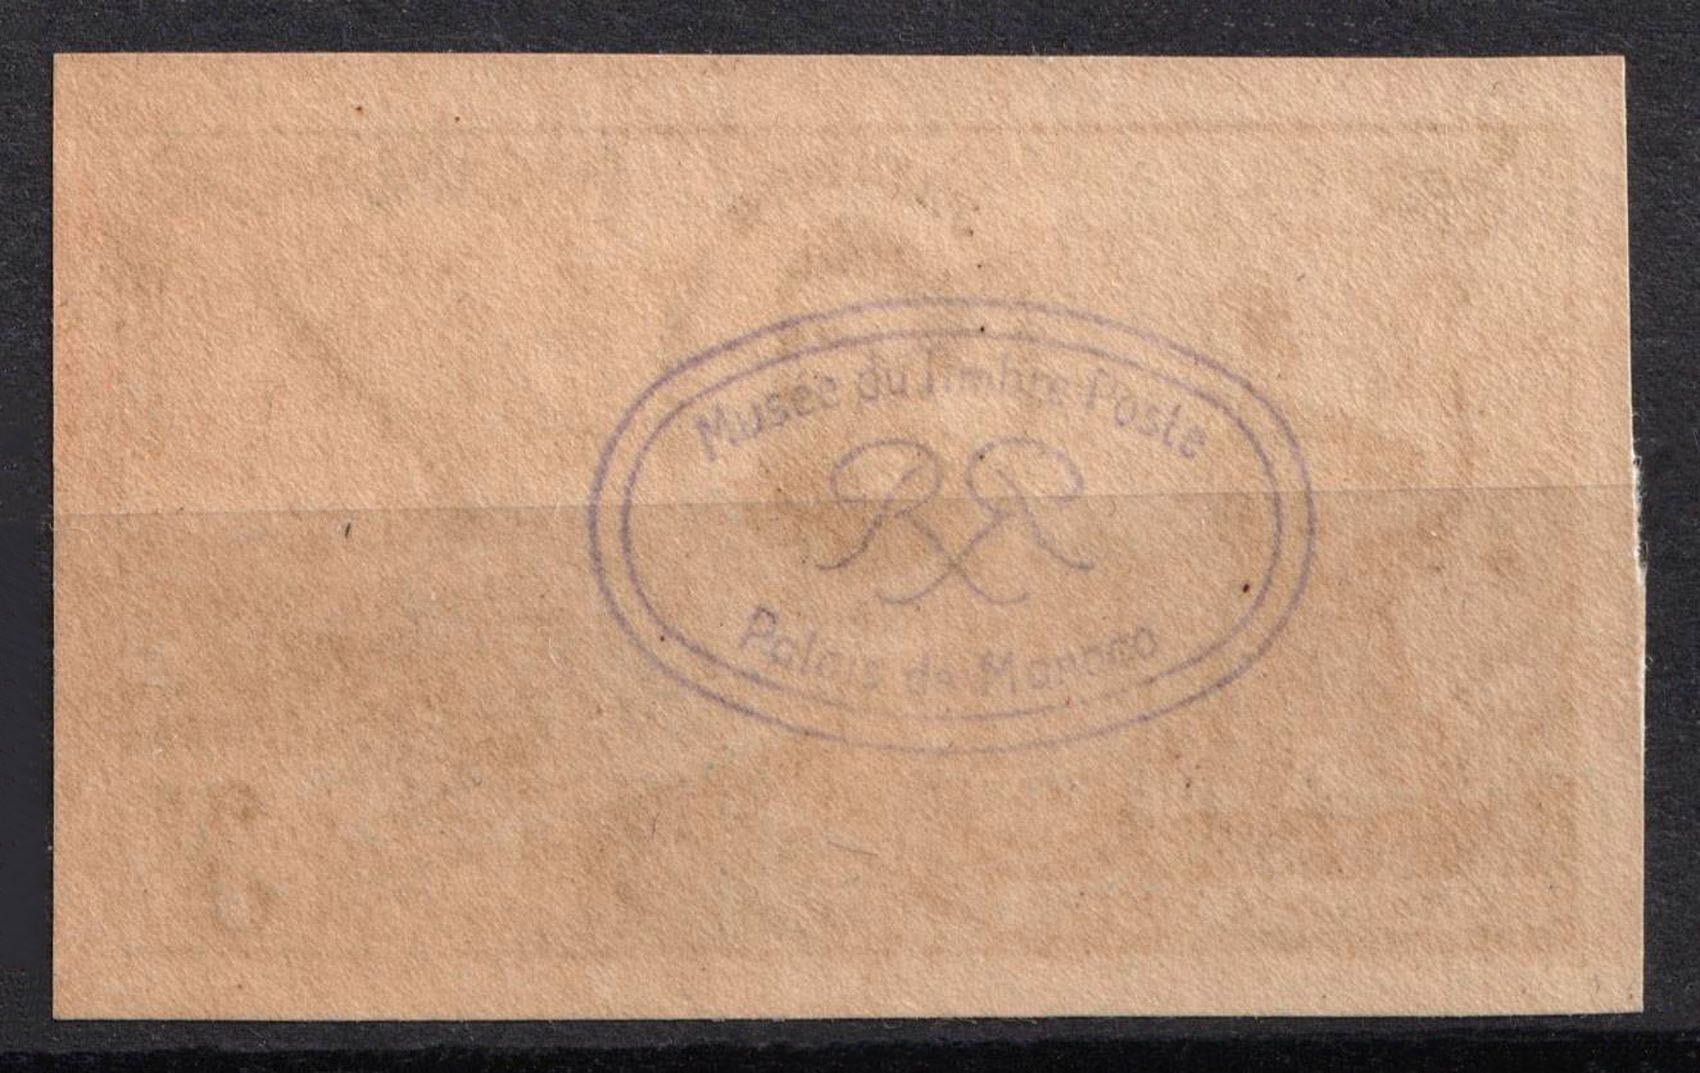 Musée du Timbre-Poste
RR
Palais de Monaco